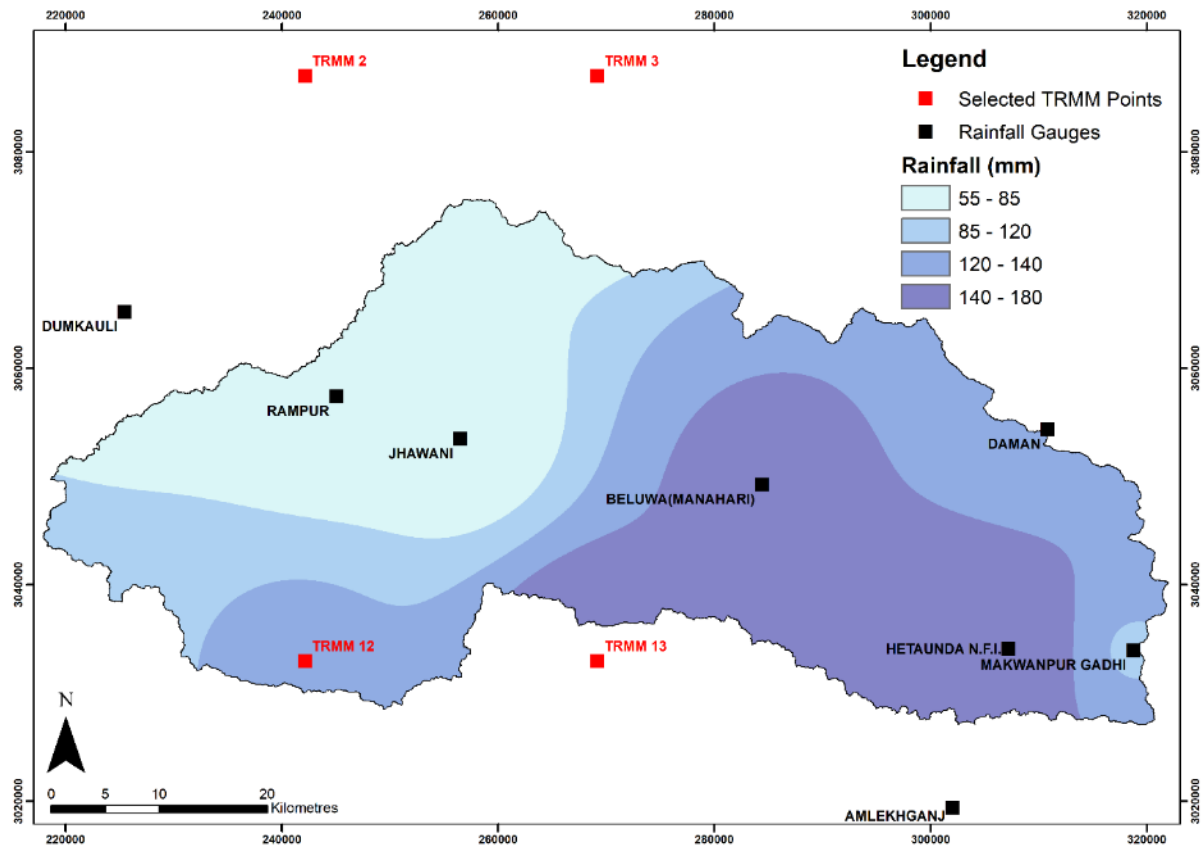 220000 240000 260000 280000 300000 320000
TRMM 2 TRMM 3
Legend
Selected TRMM Points
Rainfall Gauges
Rainfall (mm)
55 - 85
85 - 120
120 - 140
140 - 180
3080000 3080000
DUMKAULI
3060000 3060000
RAMPUR
JHAWANI
DAMAN
BELUWA(MANAHARI)
3040000 3040000
TRMM 12 TRMM 13
HETAUNDA N.F.I.
MAKWANPUR GADHI
N
0 5 10 20
Kilometres
3020000 3020000
AMLEKHGANJ
220000 240000 260000 280000 300000 320000